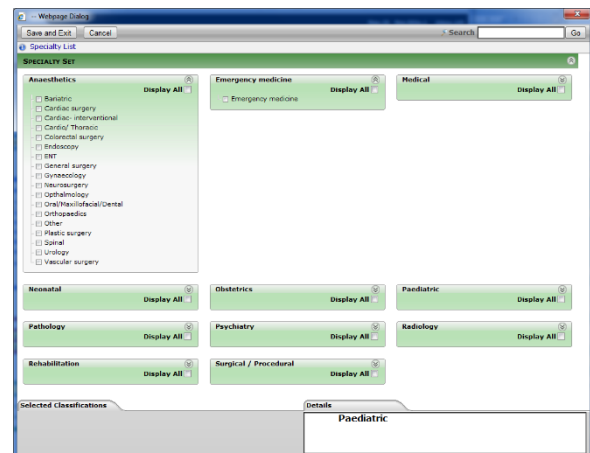 -- Webpage Dialog
Save and Exit Cancel Search Go
Specialty List
SPECIALTY SET
Anaesthetics Emergency medicine Medical
Display All Display All Display All
Bariatric Emergency medicine
Cardiac surgery
Cardiac- interventional
Cardio/ Thoracic
Colorectal surgery
Endoscopy
ENT
General surgery
Gynaecology
Neurosurgery
Opthalmology
Oral/Maxillofacial/Dental
Orthopaedics
Other
Plastic surgery
Spinal
Urology
Vascular surgery
Neonatal Obstetrics Paediatric
Display All Display All Display All
Pathology Psychiatry Radiology
Display All Display All Display All
Rehabilitation Surgical / Procedural
Display All Display All
Selected Classifications Details
Paediatric